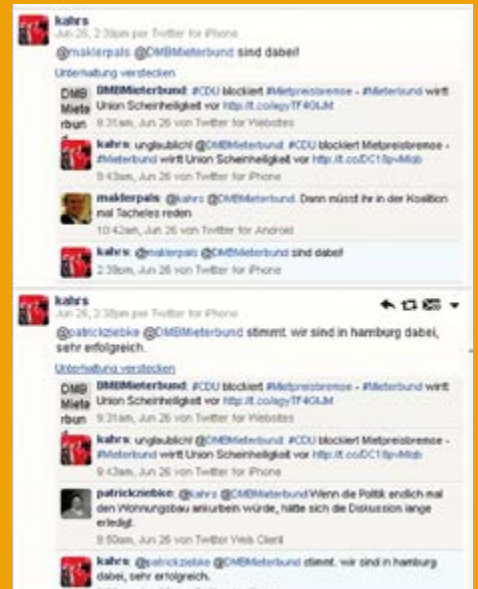 kahrs
Jun 26, 2:39pm per Twitter for iPhone
@maklerpals @DMBMieterbund sind dabei!
Unterhaltung verstecken
DMB Mieterbund
DMBMieterbund: #CDU blockiert #Mietpreisbremse - #Mieterbund wirft
Union Scheinheiligkeit vor
9:31am, Jun 26 von Twitter for Websites
kahrs: unglaublich! @DMBMieterbund: #CDU blockiert Mietpreisbremse -
#Mieterbund wirft Union Scheinheiligkeit vor
9:43am, Jun 26 von Twitter for iPhone
maklerpals: @kahrs @DMBMieterbund. Dann müsst ihr in der Koalition
mal Tacheles reden
10:42am, Jun 26 von Twitter for Android
kahrs: @maklerpals @DMBMieterbund sind dabei!
2:39pm, Jun 26 von Twitter for iPhone
kahrs
Jun 26, 2:38pm per Twitter for iPhone
@patrickziebke @DMBMieterbund stimmt. wir sind in hamburg dabei,
sehr erfolgreich.
Unterhaltung verstecken
DMB Mieterbund
DMBMieterbund: #CDU blockiert #Mietpreisbremse - #Mieterbund wirft
Union Scheinheiligkeit vor
9:31am, Jun 26 von Twitter for Websites
kahrs: unglaublich! @DMBMieterbund: #CDU blockiert Mietpreisbremse -
#Mieterbund wirft Union Scheinheiligkeit vor
9:43am, Jun 26 von Twitter for iPhone
patrickziebke: @kahrs @DMBMieterbund Wenn die Politik endlich mal
den Wohnungsbau ankurbeln würde, hätte sich die Diskussion lange
erledigt.
9:50am, Jun 26 von Twitter Web Client
kahrs: @patrickziebke @DMBMieterbund stimmt. wir sind in hamburg
dabei, sehr erfolgreich.